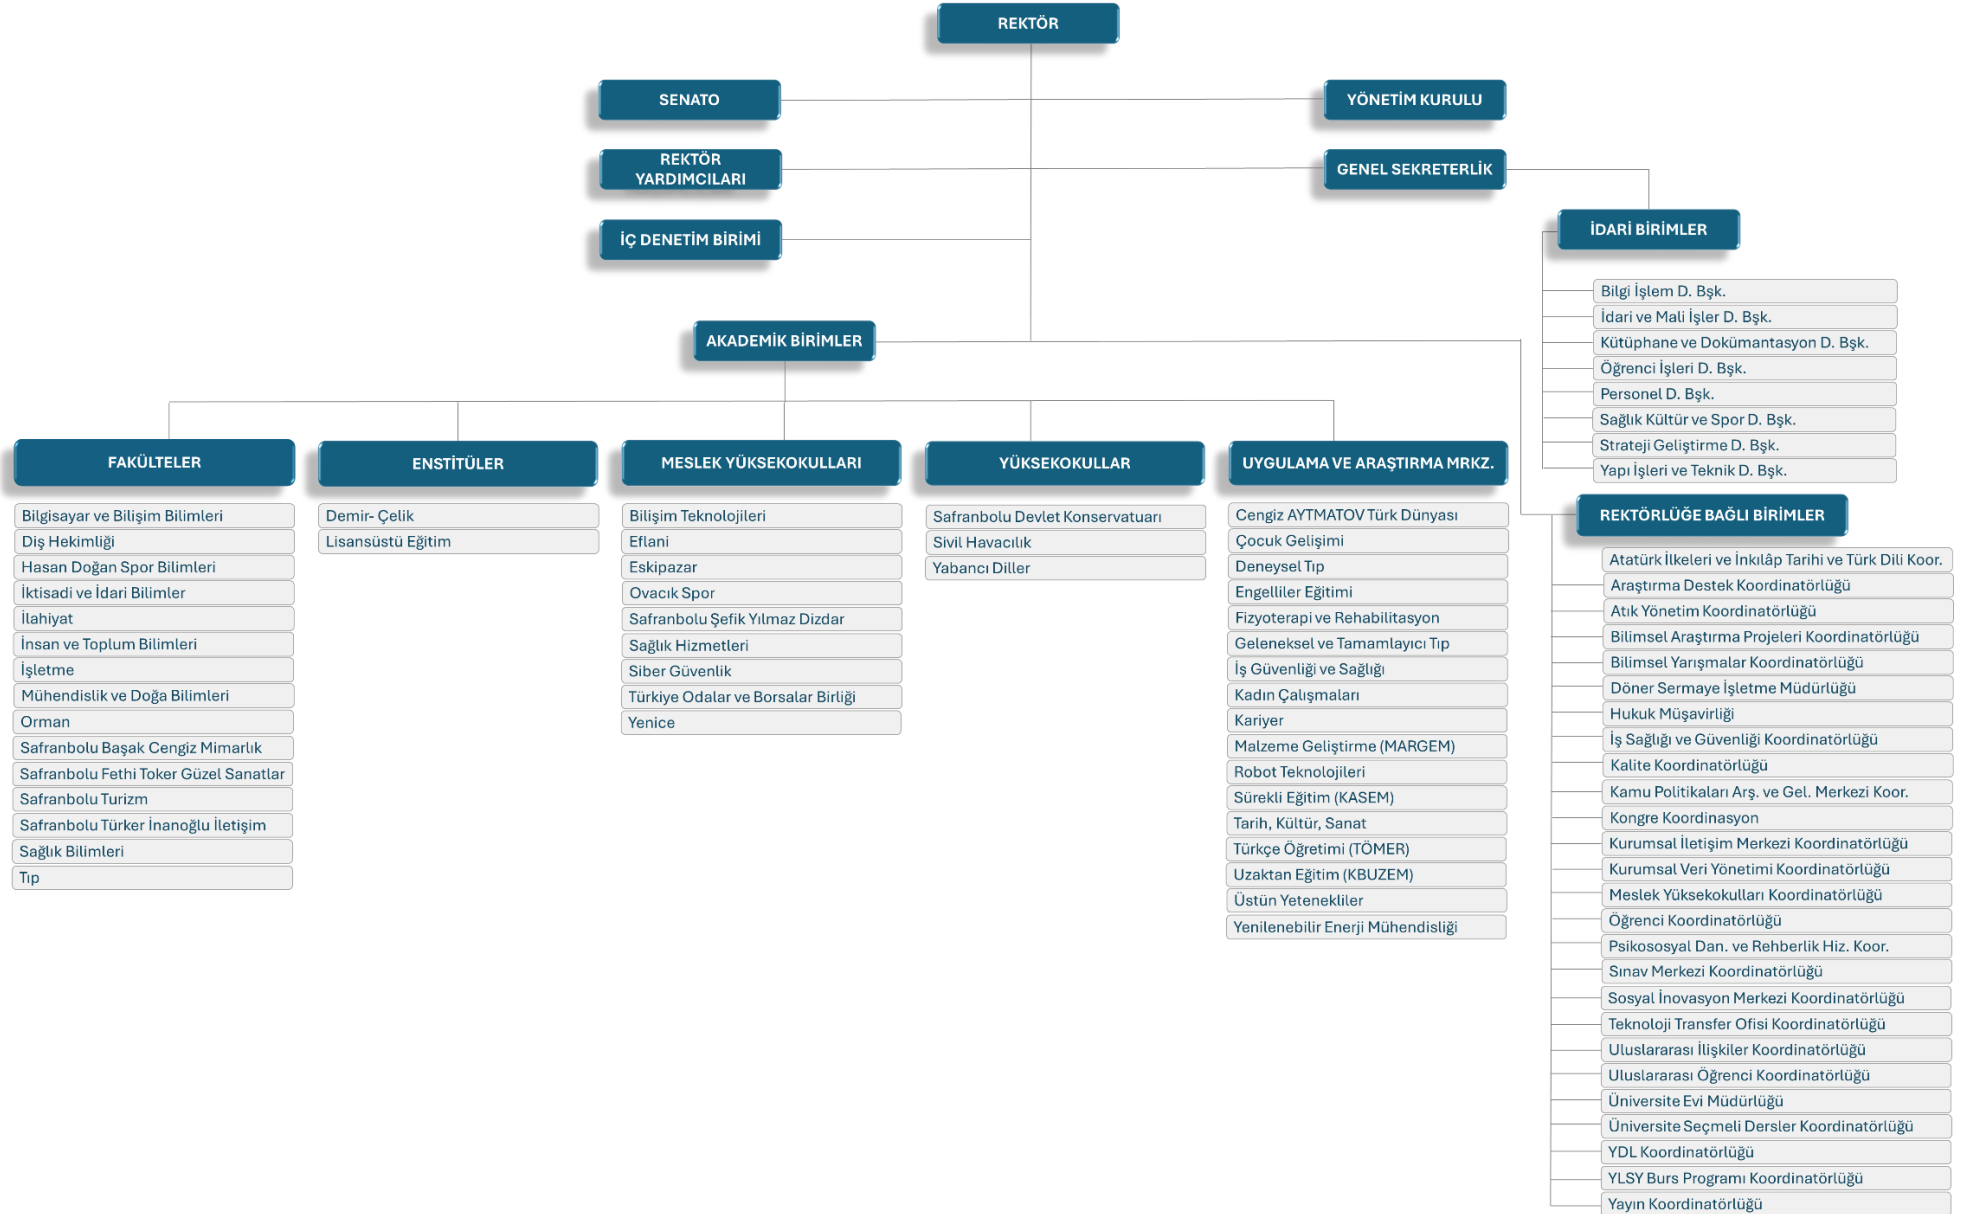 REKTÖR
SENATO
YÖNETİM KURULU
REKTÖR
YARDIMCILARI
GENEL SEKRETERLİK
İÇ DENETİM BİRİMİ
İDARİ BİRİMLER
Bilgi İşlem D. Bşk.
İdari ve Mali İşler D. Bşk.
Kütüphane ve Dokümantasyon D. Bşk.
Öğrenci İşleri D. Bşk.
Personel D. Bşk.
Sağlık Kültür ve Spor D. Bşk.
Strateji Geliştirme D. Bşk.
Yapı İşleri ve Teknik D. Bşk.
AKADEMİK BİRİMLER
FAKÜLTELER
Bilgisayar ve Bilişim Bilimleri
Diş Hekimliği
Hasan Doğan Spor Bilimleri
İktisadi ve İdari Bilimler
İlahiyat
İnsan ve Toplum Bilimleri
İşletme
Mühendislik ve Doğa Bilimleri
Orman
Safranbolu Başak Cengiz Mimarlık
Safranbolu Fethi Toker Güzel Sanatlar
Safranbolu Turizm
Safranbolu Türker İnanoğlu İletişim
Sağlık Bilimleri
Tıp
ENSTİTÜLER
Demir- Çelik
Lisansüstü Eğitim
MESLEK YÜKSEKOKULLARI
Bilişim Teknolojileri
Eflani
Eskipazar
Ovacık Spor
Safranbolu Şefik Yılmaz Dizdar
Sağlık Hizmetleri
Siber Güvenlik
Türkiye Odalar ve Borsalar Birliği
Yenice
YÜKSEKOKULLAR
Safranbolu Devlet Konservatuarı
Sivil Havacılık
Yabancı Diller
UYGULAMA VE ARAŞTIRMA MRKZ.
Cengiz AYTMATOV Türk Dünyası
Çocuk Gelişimi
Deneysel Tıp
Engelliler Eğitimi
Fizyoterapi ve Rehabilitasyon
Geleneksel ve Tamamlayıcı Tıp
İş Güvenliği ve Sağlığı
Kadın Çalışmaları
Kariyer
Malzeme Geliştirme (MARGEM)
Robot Teknolojileri
Sürekli Eğitim (KASEM)
Tarih, Kültür, Sanat
Türkçe Öğretimi (TÖMER)
Uzaktan Eğitim (KBUZEM)
Üstün Yetenekliler
Yenilenebilir Enerji Mühendisliği
REKTÖRLÜĞE BAĞLI BİRİMLER
Atatürk İlkeleri ve İnkılâp Tarihi ve Türk Dili Koor.
Araştırma Destek Koordinatörlüğü
Atık Yönetim Koordinatörlüğü
Bilimsel Araştırma Projeleri Koordinatörlüğü
Bilimsel Yarışmalar Koordinatörlüğü
Döner Sermaye İşletme Müdürlüğü
Hukuk Müşavirliği
İş Sağlığı ve Güvenliği Koordinatörlüğü
Kalite Koordinatörlüğü
Kamu Politikaları Arş. ve Gel. Merkezi Koor.
Kongre Koordinasyon
Kurumsal İletişim Merkezi Koordinatörlüğü
Kurumsal Veri Yönetimi Koordinatörlüğü
Meslek Yüksekokulları Koordinatörlüğü
Öğrenci Koordinatörlüğü
Psikososyal Dan. ve Rehberlik Hiz. Koor.
Sınav Merkezi Koordinatörlüğü
Sosyal İnovasyon Merkezi Koordinatörlüğü
Teknoloji Transfer Ofisi Koordinatörlüğü
Uluslararası İlişkiler Koordinatörlüğü
Uluslararası Öğrenci Koordinatörlüğü
Üniversite Evi Müdürlüğü
Üniversite Seçmeli Dersler Koordinatörlüğü
YDL Koordinatörlüğü
YLSY Burs Programı Koordinatörlüğü
Yayın Koordinatörlüğü